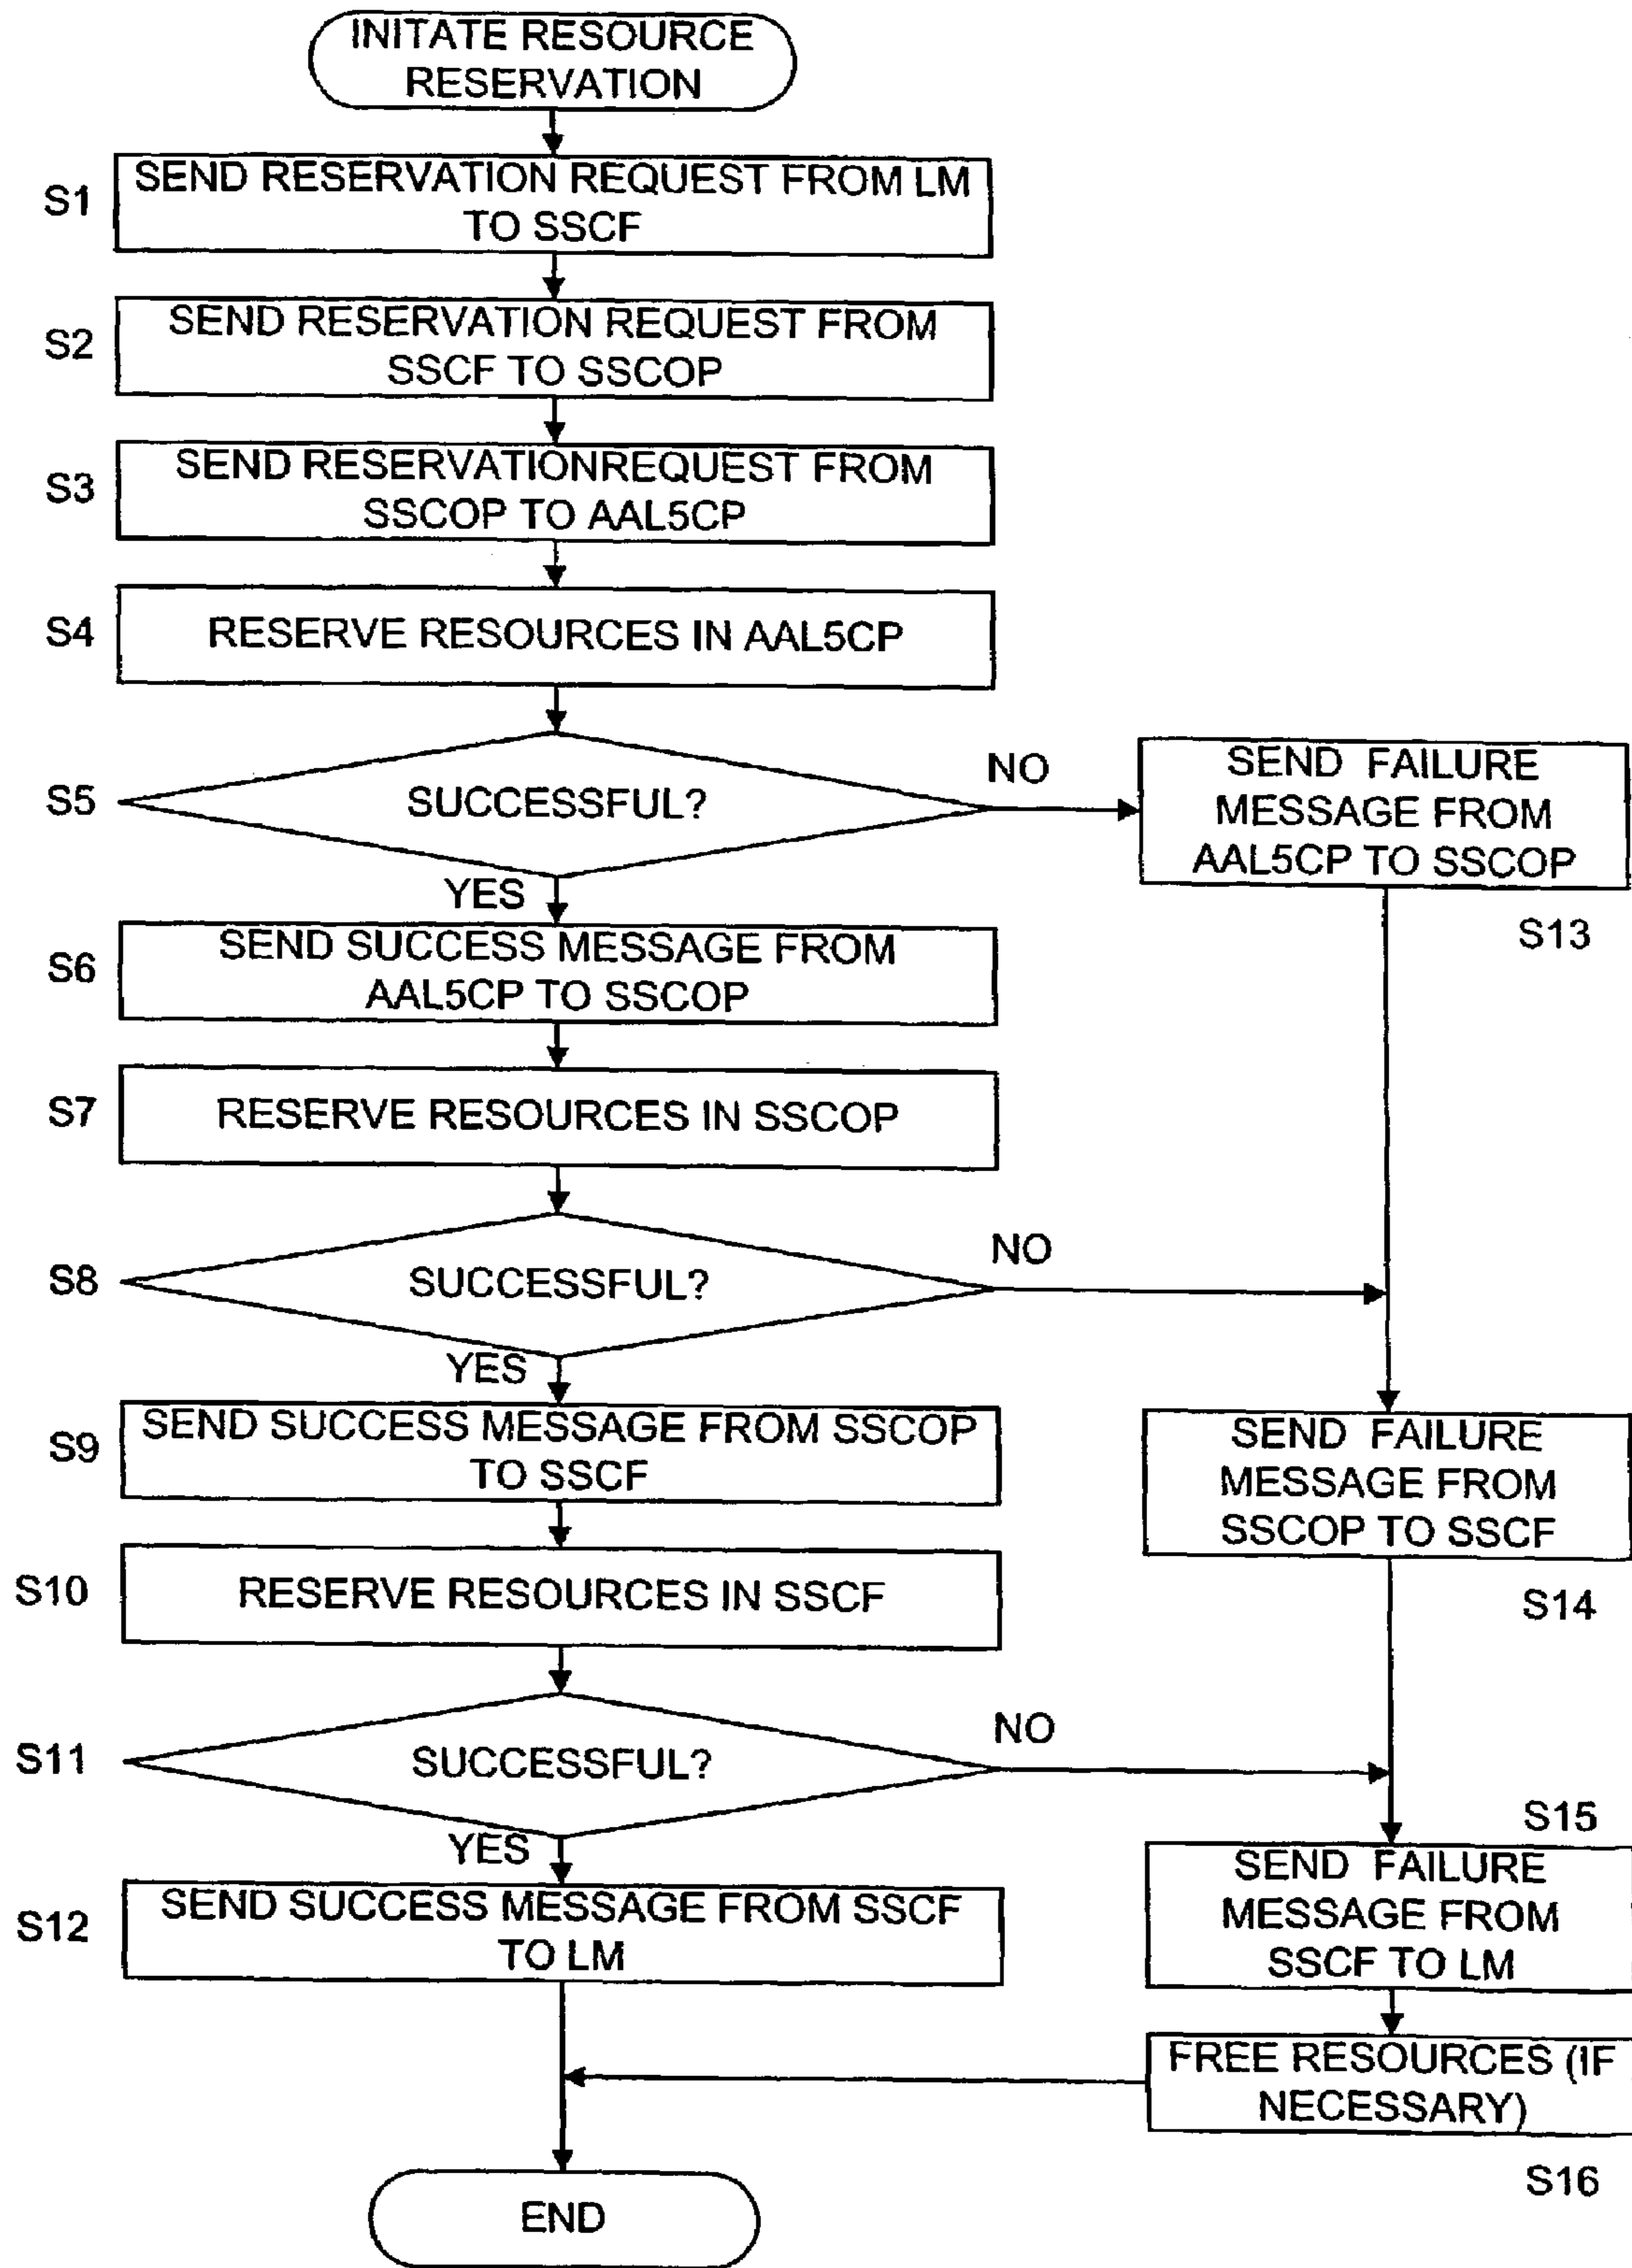 INITATE RESOURCE
RESERVATION
S1
SEND RESERVATION REQUEST FROM LM
TO SSCF
S2
SEND RESERVATION REQUEST FROM
SSCF TO SSCOP
S3
SEND RESERVATIONREQUEST FROM
SSCOP TO AAL5CP
S4
RESERVE RESOURCES IN AAL5CP
S5
SUCCESSFUL?
NO
YES
SEND FAILURE
MESSAGE FROM
AAL5CP TO SSCOP
S13
S6
SEND SUCCESS MESSAGE FROM
AAL5CP TO SSCOP
S7
RESERVE RESOURCES IN SSCOP
S8
SUCCESSFUL?
NO
YES
S9
SEND SUCCESS MESSAGE FROM SSCOP
TO SSCF
SEND FAILURE
MESSAGE FROM
SSCOP TO SSCF
S14
S10
RESERVE RESOURCES IN SSCF
S11
SUCCESSFUL?
NO
YES
S15
SEND FAILURE
MESSAGE FROM
SSCF TO LM
S12
SEND SUCCESS MESSAGE FROM SSCF
TO LM
FREE RESOURCES (IF
NECESSARY)
S16
END